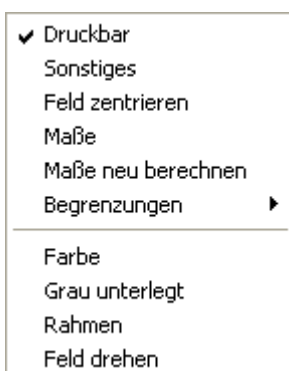 Druckbar
Sonstiges
Feld zentrieren
Maße
Maße neu berechnen
Begrenzungen
Farbe
Grau unterlegt
Rahmen
Feld drehen